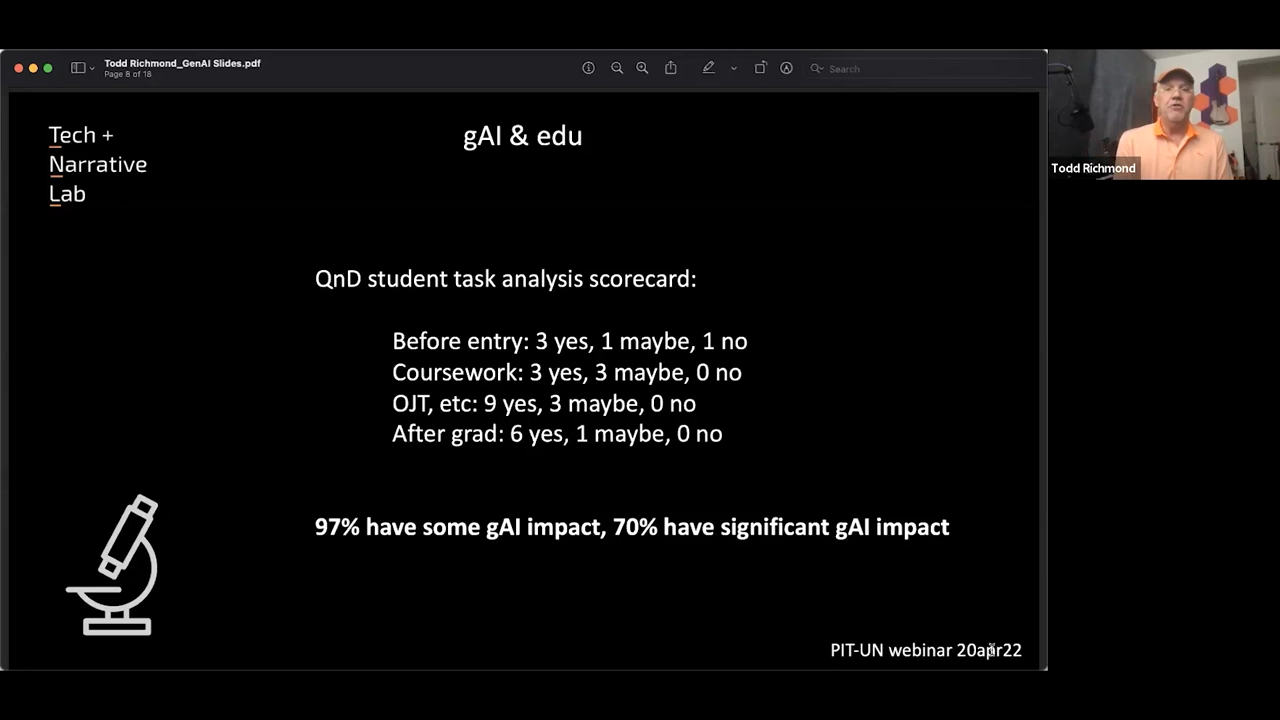 Todd Richmond_GenAI Slides.pdf
Page 8 of 18
Search
Tech +
Narrative
Lab
gAI & edu
QnD student task analysis scorecard:
Before entry: 3 yes, 1 maybe, 1 no
Coursework: 3 yes, 3 maybe, 0 no
OJT, etc: 9 yes, 3 maybe, 0 no
After grad: 6 yes, 1 maybe, 0 no
97% have some gAI impact, 70% have significant gAI impact
PIT-UN webinar 20apr22
Todd Richmond